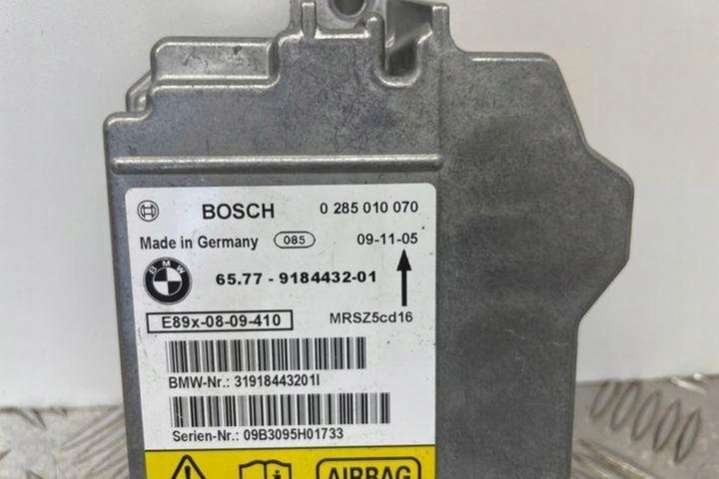 BOSCH 0 285 010 070
Made in Germany 085 09-11-05
BMW 65.77 - 9184432-01
E89x-08-09-410 MRSZ5cd16
BMW-Nr.: 31918443201I
Serien-Nr.: 09B3095H01733
AIRBAG